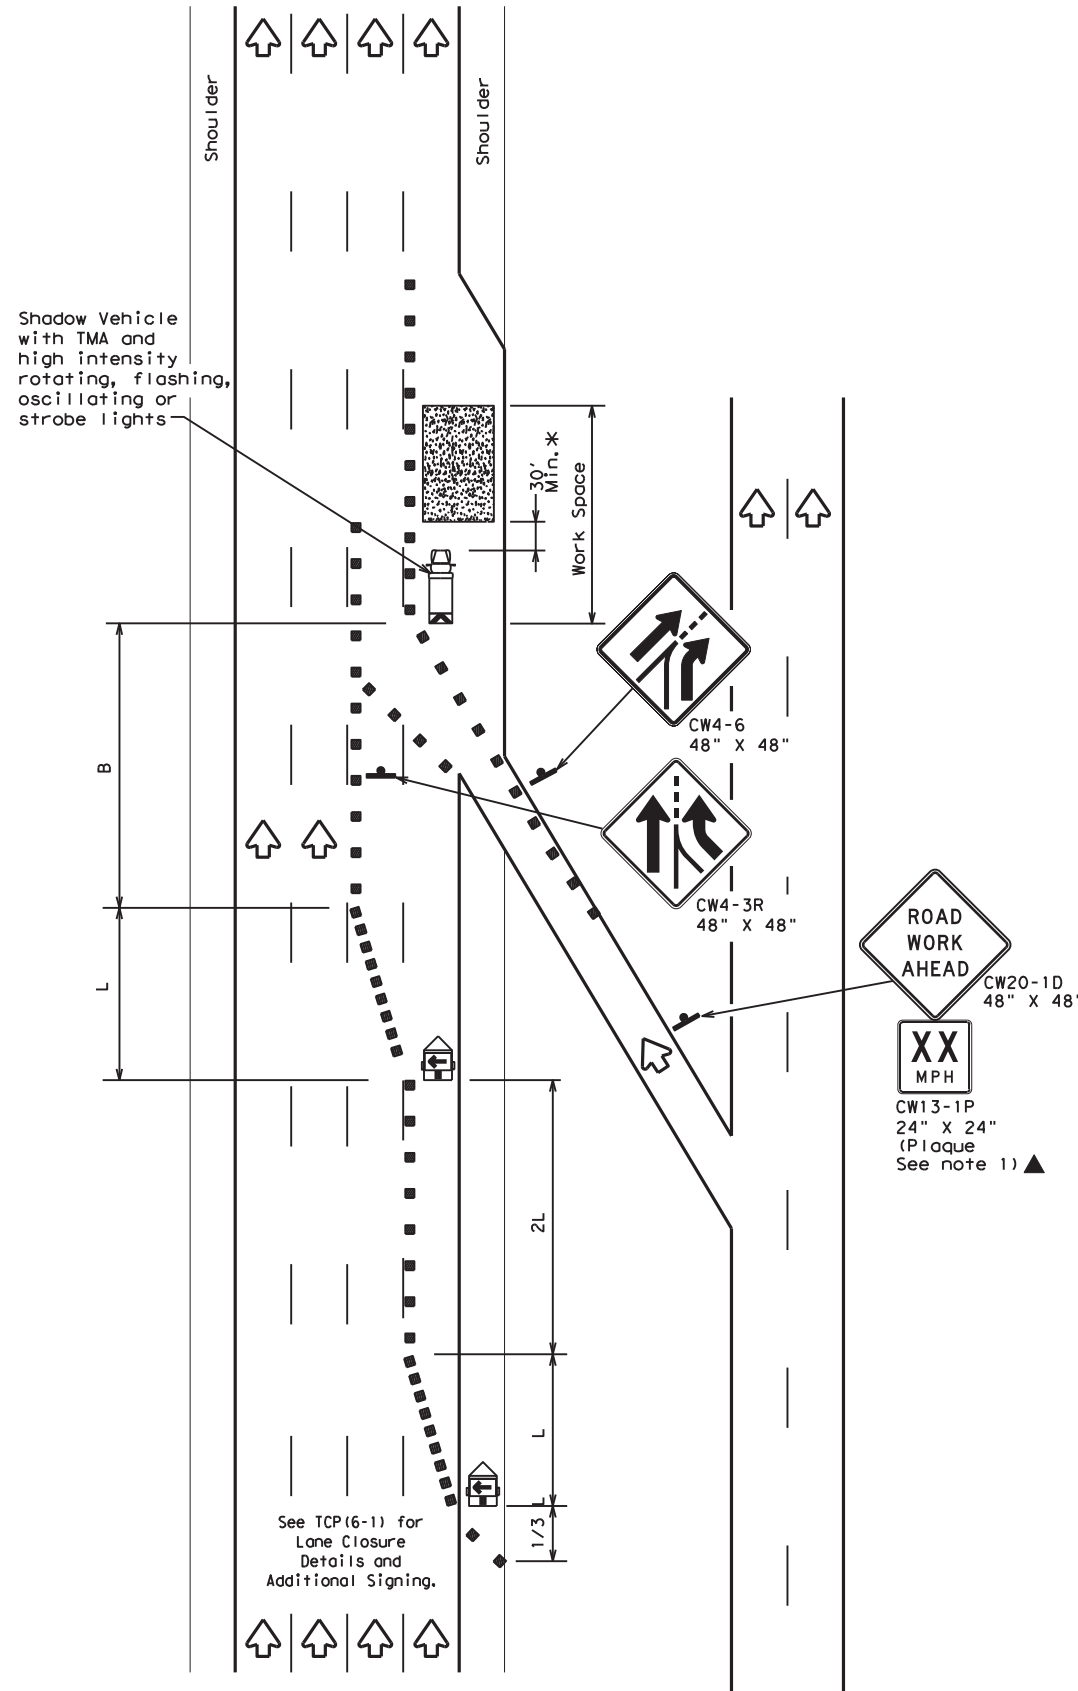 Shoulder
Shoulder
Shadow Vehicle
with TMA and
high intensity
rotating, flashing,
oscillating or
strobe lights
30'
Min.*
Work Space
CW4-6
48" X 48"
B
CW4-3R
48" X 48"
ROAD
WORK
AHEAD
CW20-1D
48" X 48"
L
XX
MPH
CW13-1P
24" X 24"
(Plaque
See note 1)▲
2L
L
1/3 L
See TCP(6-1) for
Lane Closure
Details and
Additional Signing.